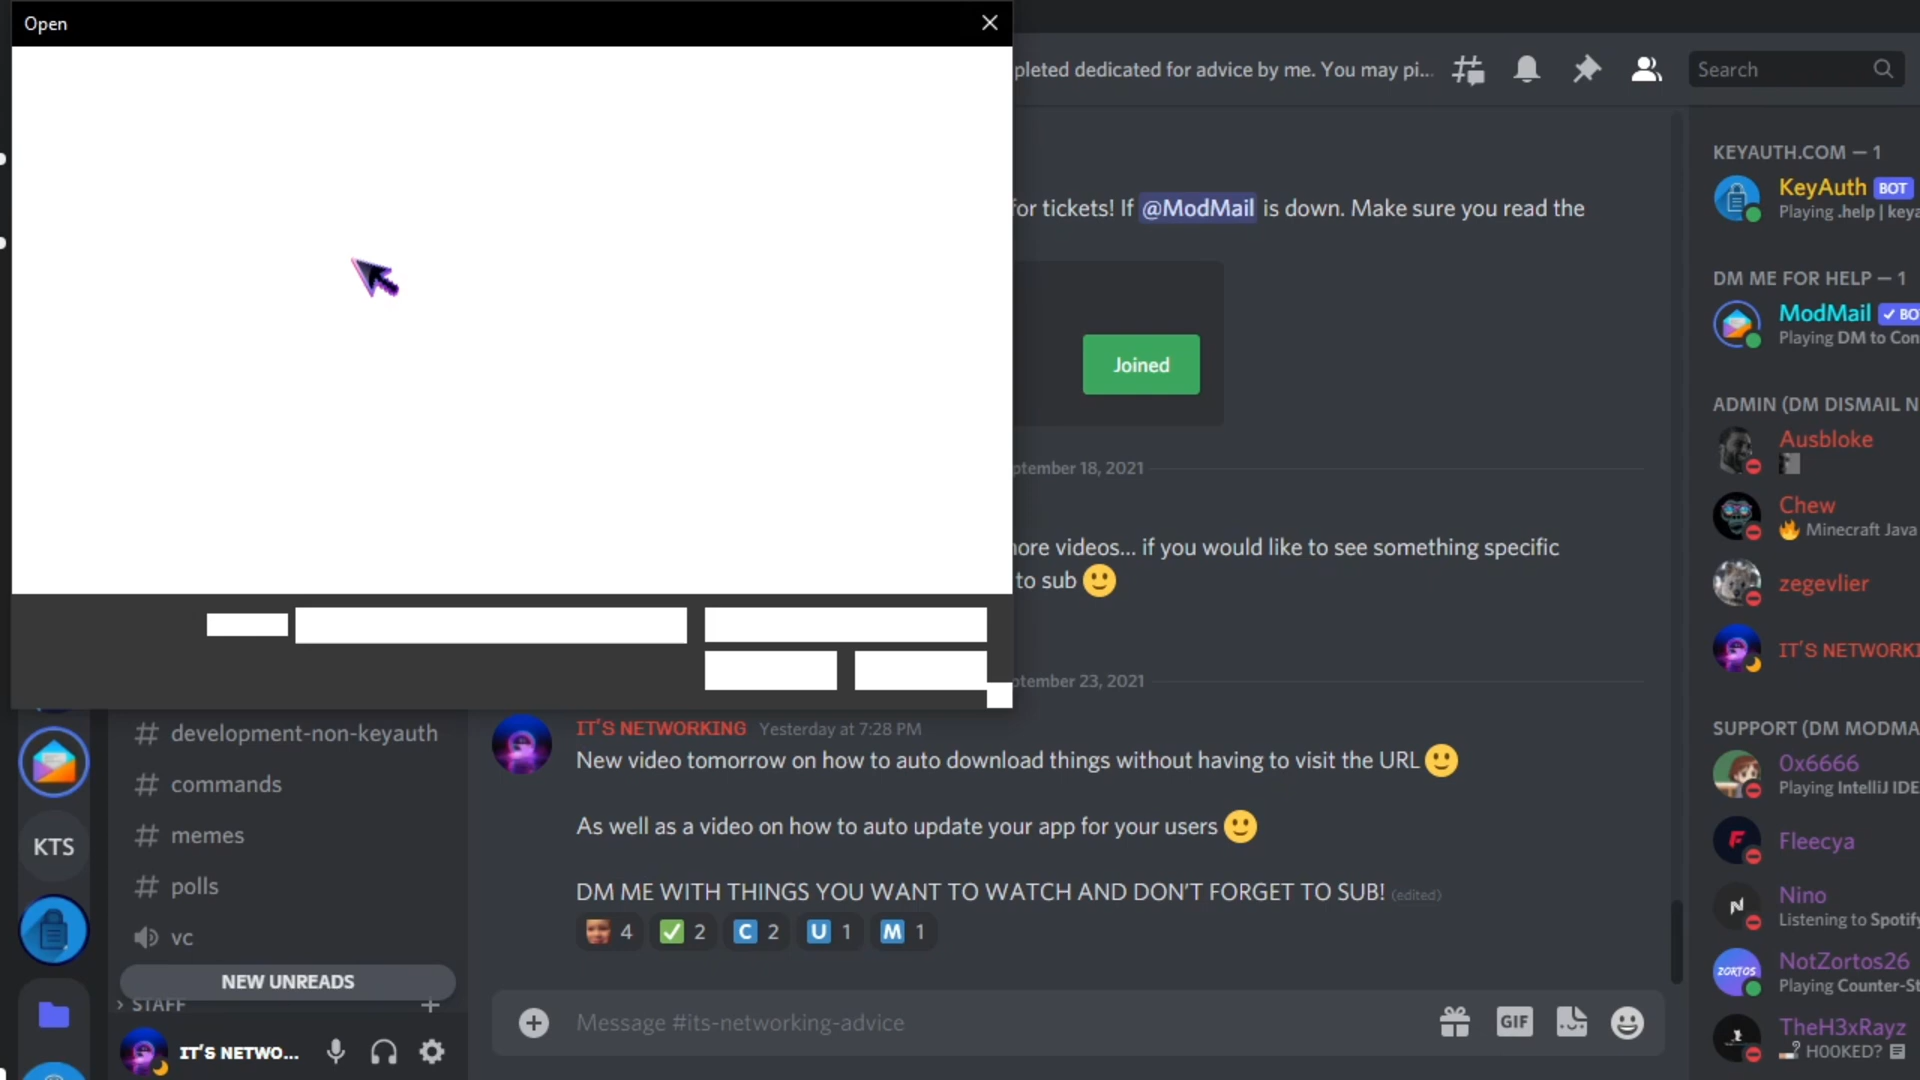 Open
pleted dedicated for advice by me. You may pi...
Search
for tickets! If @ModMail is down. Make sure you read the
Joined
ptember 18, 2021
more videos... if you would like to see something specific
to sub
ptember 23, 2021
IT'S NETWORKING Yesterday at 7:28 PM
New video tomorrow on how to auto download things without having to visit the URL
As well as a video on how to auto update your app for your users
DM ME WITH THINGS YOU WANT TO WATCH AND DON'T FORGET TO SUB! (edited)
4 2 C 2 U 1 M 1
Message #its-networking-advice
GIF
KTS
development-non-keyauth
commands
memes
polls
vc
NEW UNREADS
STAFF
IT'S NETWO...
KEYAUTH.COM — 1
KeyAuth BOT
Playing .help | keya
DM ME FOR HELP — 1
ModMail BO
Playing DM to Con
ADMIN (DM DISMAIL N
Ausbloke
Chew
Minecraft Java
zegevlier
IT'S NETWORKI
SUPPORT (DM MODMA
0x6666
Playing IntelliJ IDE
Fleecya
Nino
Listening to Spotify
ZORTOS
NotZortos26
Playing Counter-St
TheH3xRayz
HOOKED?